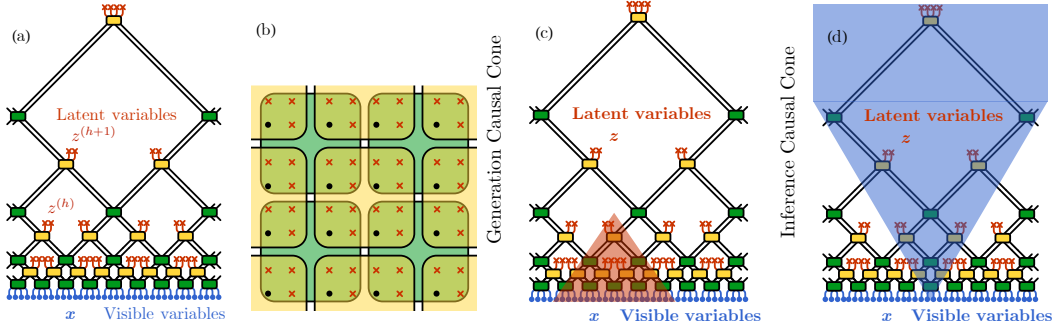 (a)
Latent variables
z^{(h+1)}
z^{(h)}
x Visible variables
(b)
Generation Causal Cone
(c)
Latent variables
z
x Visible variables
Inference Causal Cone
(d)
Latent variables
z
x Visible variables